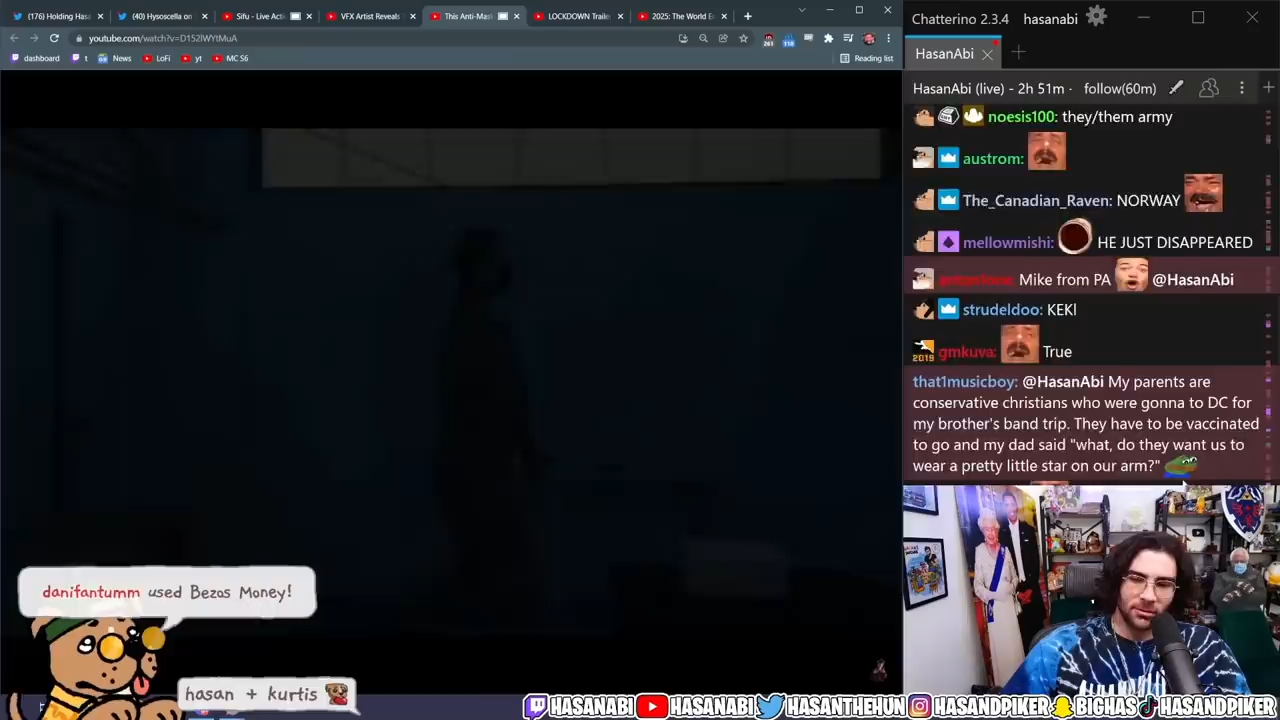 (176) Holding Hasa
(40) Hysoscella on
Sifu - Live Acti
VFX Artist Reveals
This Anti-Mas
LOCKDOWN Traile
2025: The World E
youtube.com/watch?v=D152lWYtMuA
dashboard
t
News
LoFi
yt
MC S6
Reading list
Chatterino 2.3.4
hasanabi
HasanAbi
HasanAbi (live) - 2h 51m ·
follow(60m)
noesis100: they/them army
austrom:
The_Canadian_Raven: NORWAY
mellowmishi: HE JUST DISAPPEARED
Mike from PA @HasanAbi
strudeldoo: KEKl
2019 gmkuva: True
that1musicboy: @HasanAbi My parents are
conservative christians who were gonna to DC for
my brother's band trip. They have to be vaccinated
to go and my dad said "what, do they want us to
wear a pretty little star on our arm?"
danifantumm used Bezos Money!
hasan + kurtis
HASANABI HASANABI HASANTHEHUN HASANDPIKER BIGHAS HASANDPIKER